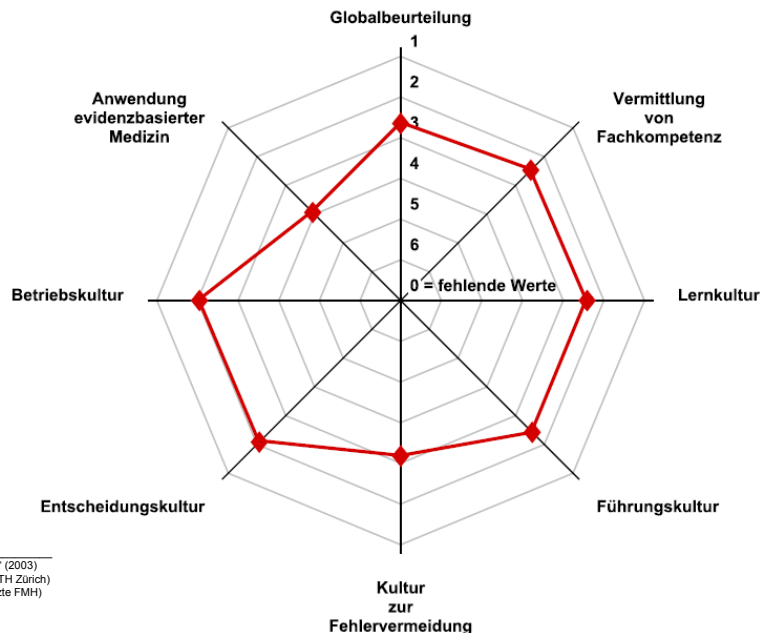 Globalbeurteilung
1
2
3
4
5
6
0 = fehlende Werte
Vermittlung
von
Fachkompetenz
Lernkultur
Führungskultur
Kultur
zur
Fehlervermeidung
Entscheidungskultur
Betriebskultur
Anwendung
evidenzbasierter
Medizin
(2003)
TH Zürich)
FMH)